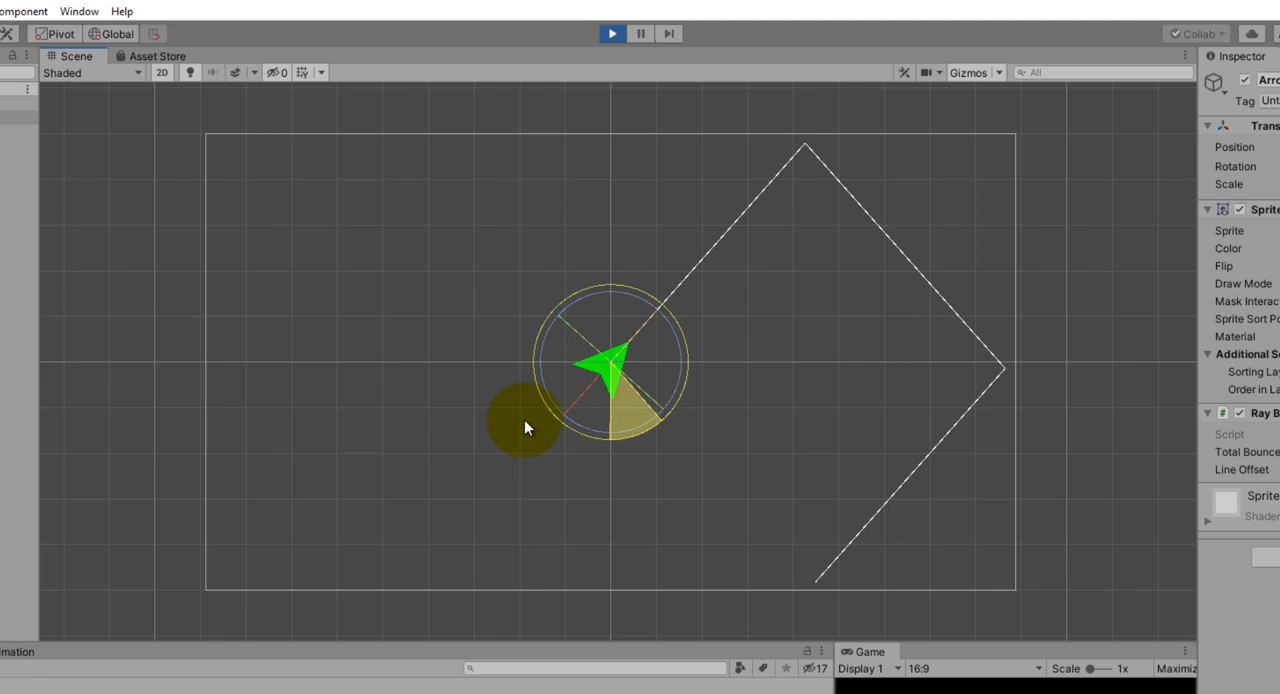 omponent Window Help
Pivot Global Collab
Scene Asset Store Inspector
Shaded 2D 0 Gizmos All
Arro
Tag Unt
Trans
Position
Rotation
Scale
Sprite
Sprite
Color
Flip
Draw Mode
Mask Interac
Sprite Sort Po
Material
Additional Se
Sorting Lay
Order in La
# Ray B
Script
Total Bounce
Line Offset
Sprite
Shader
imation Game
17 Display 1 16:9 Scale 1x Maximiz